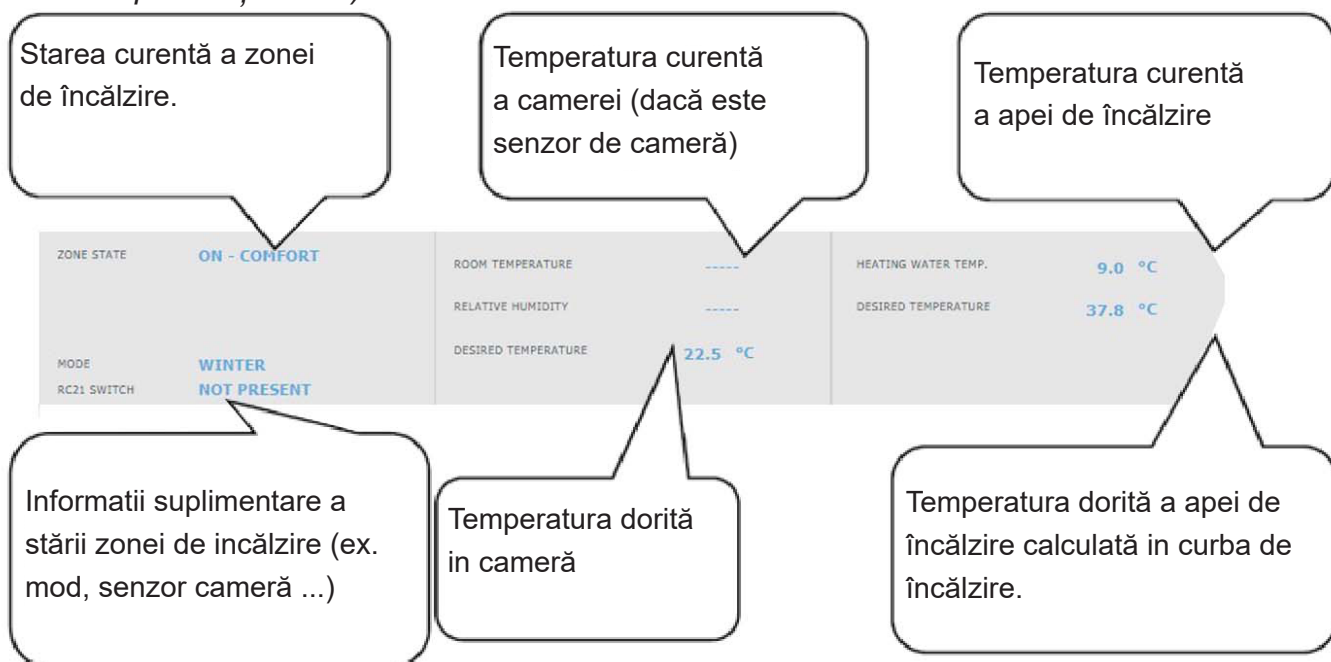 Starea curentă a zonei
de încălzire.
Temperatura curentă
a camerei (dacă este
senzor de cameră)
Temperatura curentă
a apei de încălzire
ZONE STATE ON - COMFORT
MODE WINTER
RC21 SWITCH NOT PRESENT
ROOM TEMPERATURE -----
RELATIVE HUMIDITY -----
DESIRED TEMPERATURE 22.5 °C
HEATING WATER TEMP. 9.0 °C
DESIRED TEMPERATURE 37.8 °C
Informatii suplimentare a
stării zonei de incălzire (ex.
mod, senzor cameră ...)
Temperatura dorită
in cameră
Temperatura dorită a apei de
încălzire calculată in curba de
încălzire.